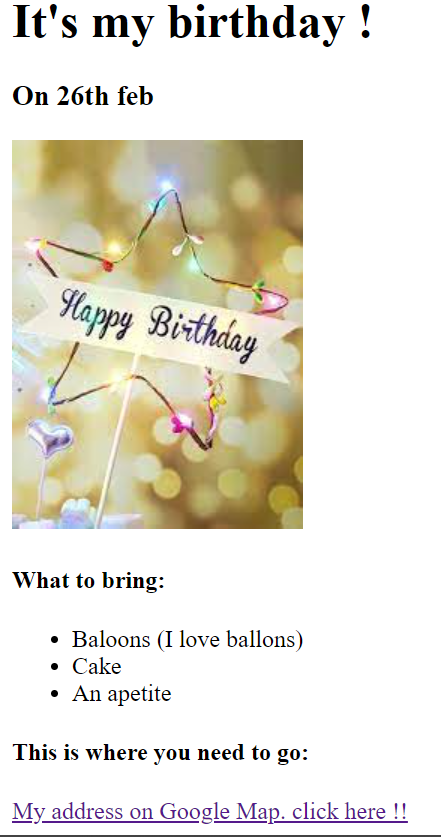 It's my birthday !
On 26th feb
Happy Birthday
What to bring:
Baloons (I love ballons)
Cake
An apetite
This is where you need to go:
My address on Google Map. click here !!